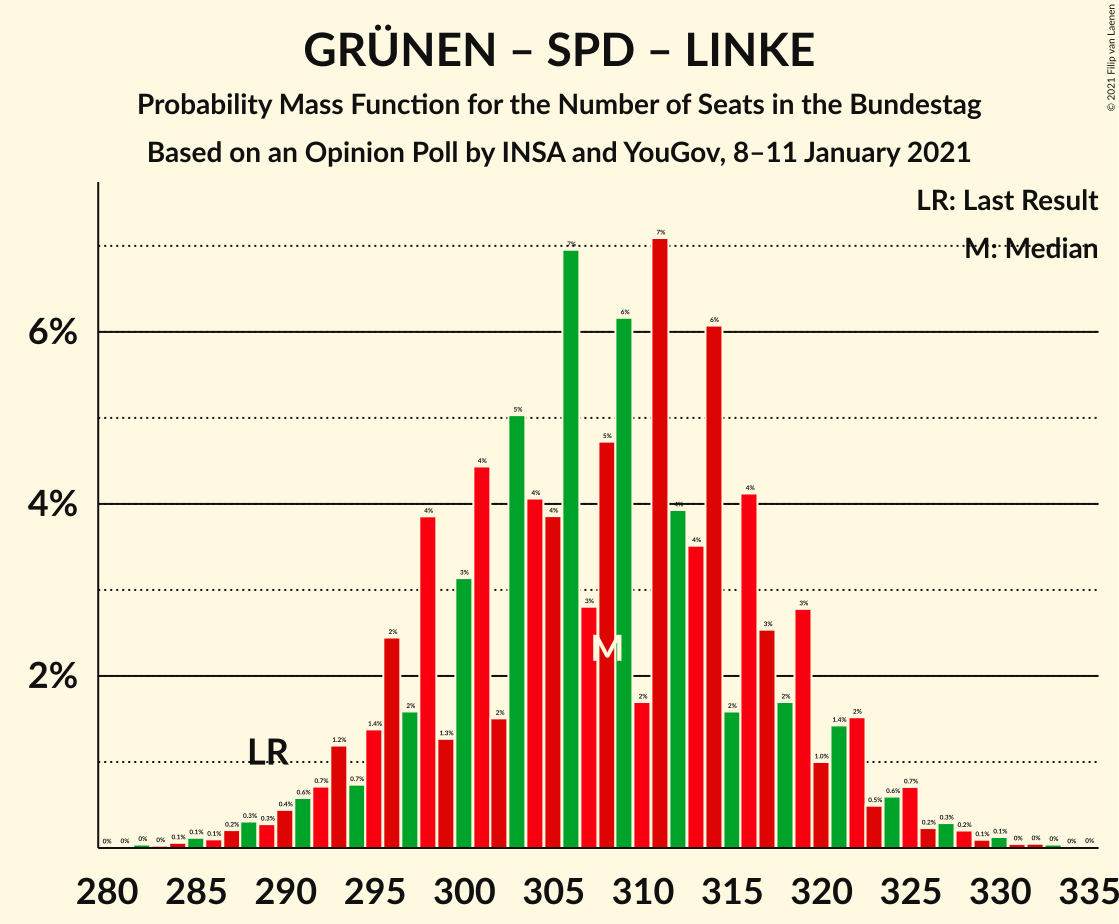 GRÜNEN – SPD – LINKE
Probability Mass Function for the Number of Seats in the Bundestag
Based on an Opinion Poll by INSA and YouGov, 8–11 January 2021
© 2021 Filip van Laenen
LR: Last Result
M: Median
6%
4%
2%
LR
M
0% 0% 0% 0% 0.1% 0.1% 0.1% 0.2% 0.3% 0.3% 0.4% 0.6% 0.7% 1.2% 0.7% 1.4% 2% 2% 4% 1.3% 3% 4% 2% 5% 4% 4% 7% 3% 5% 6% 2% 7% 4% 4% 6% 2% 4% 3% 2% 3% 1.0% 1.4% 2% 0.5% 0.6% 0.7% 0.2% 0.3% 0.2% 0.1% 0.1% 0% 0% 0% 0% 0%
280 285 290 295 300 305 310 315 320 325 330 335